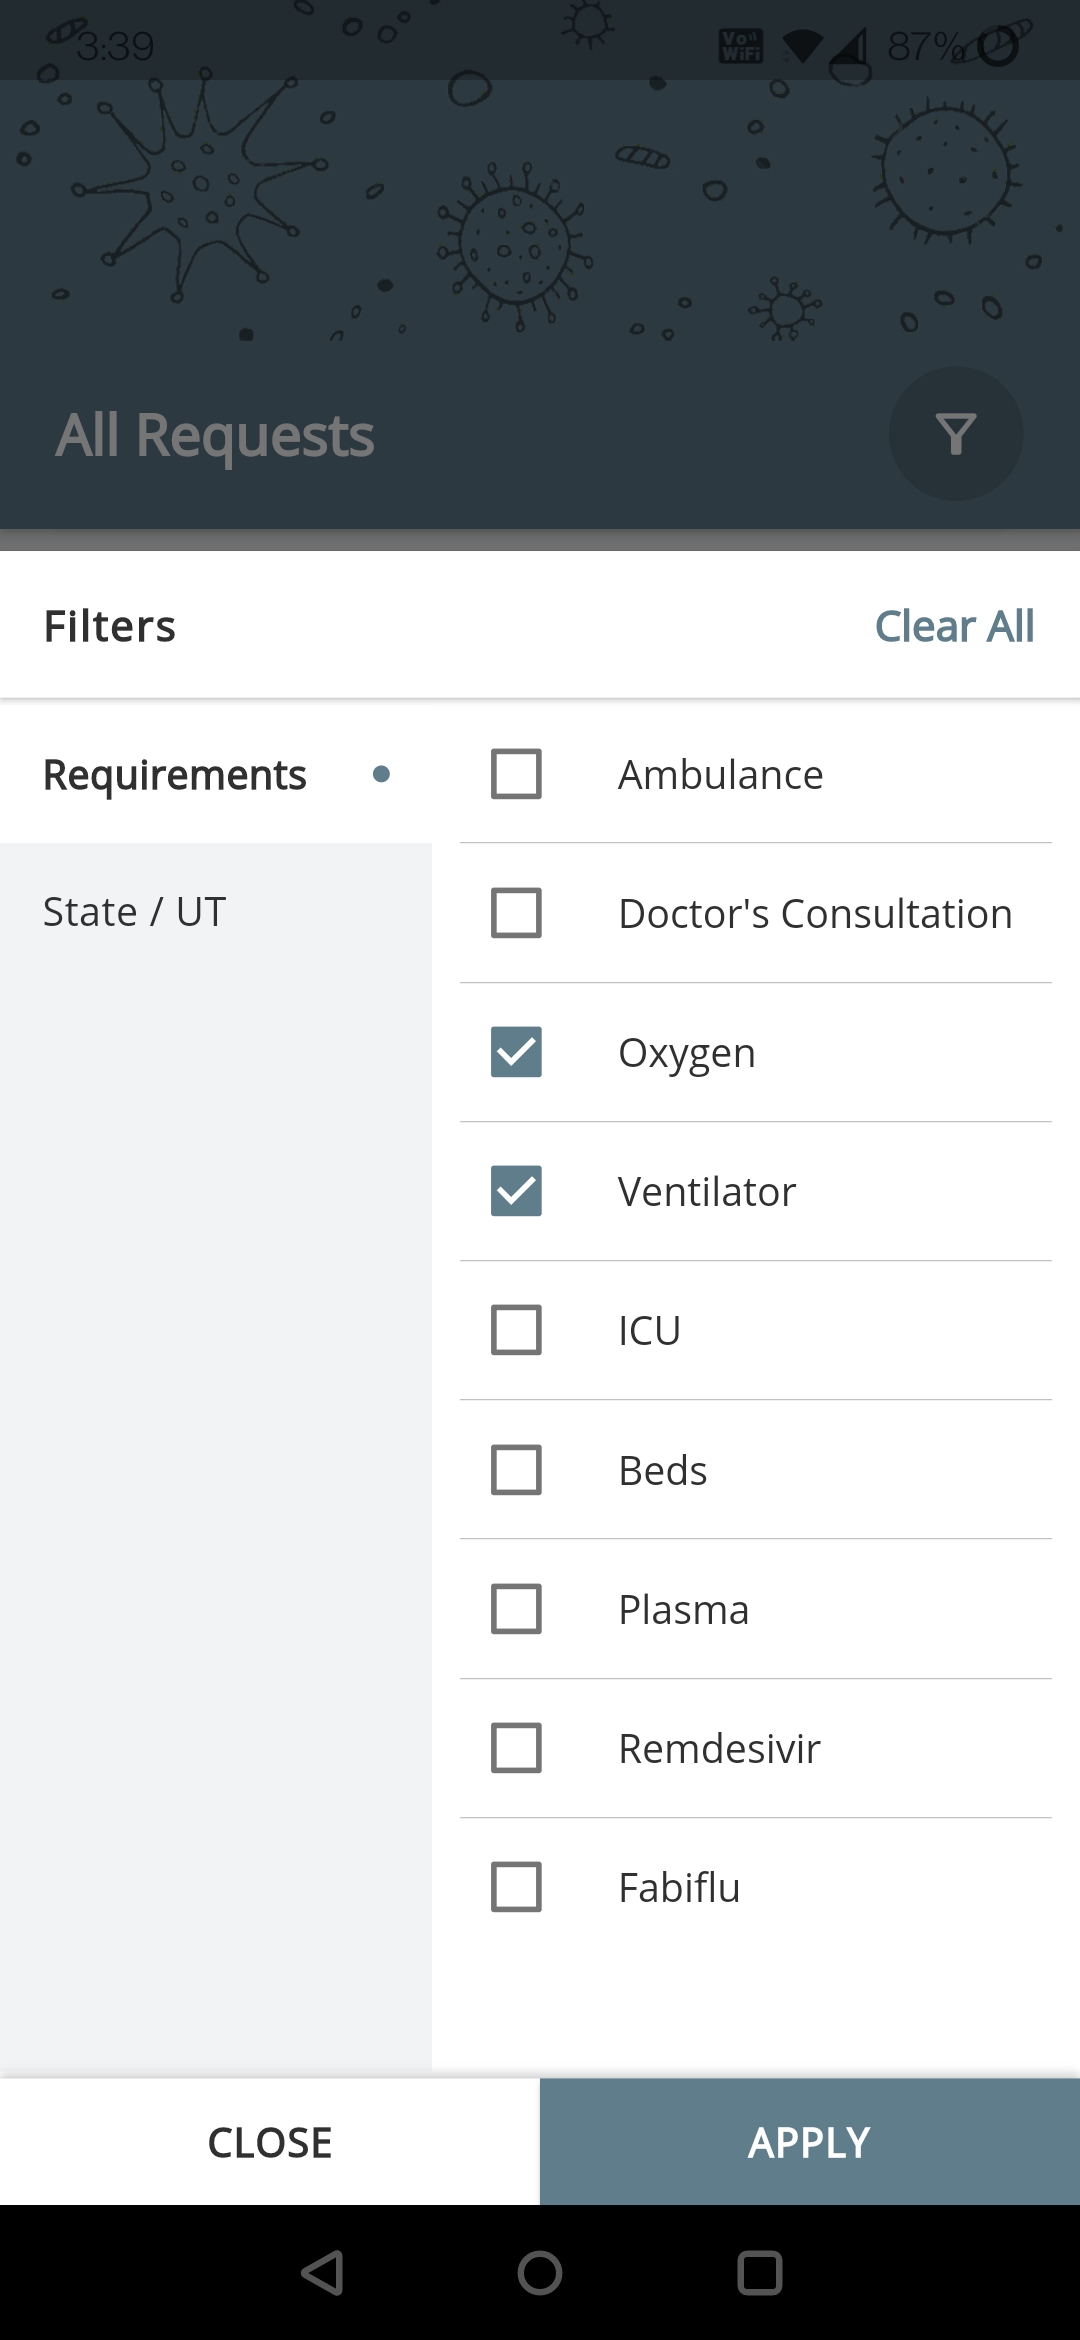 3:39
Vo
WiFi
87%
All Requests
Filters
Clear All
Requirements
State / UT
Ambulance
Doctor's Consultation
Oxygen
Ventilator
ICU
Beds
Plasma
Remdesivir
Fabiflu
CLOSE
APPLY